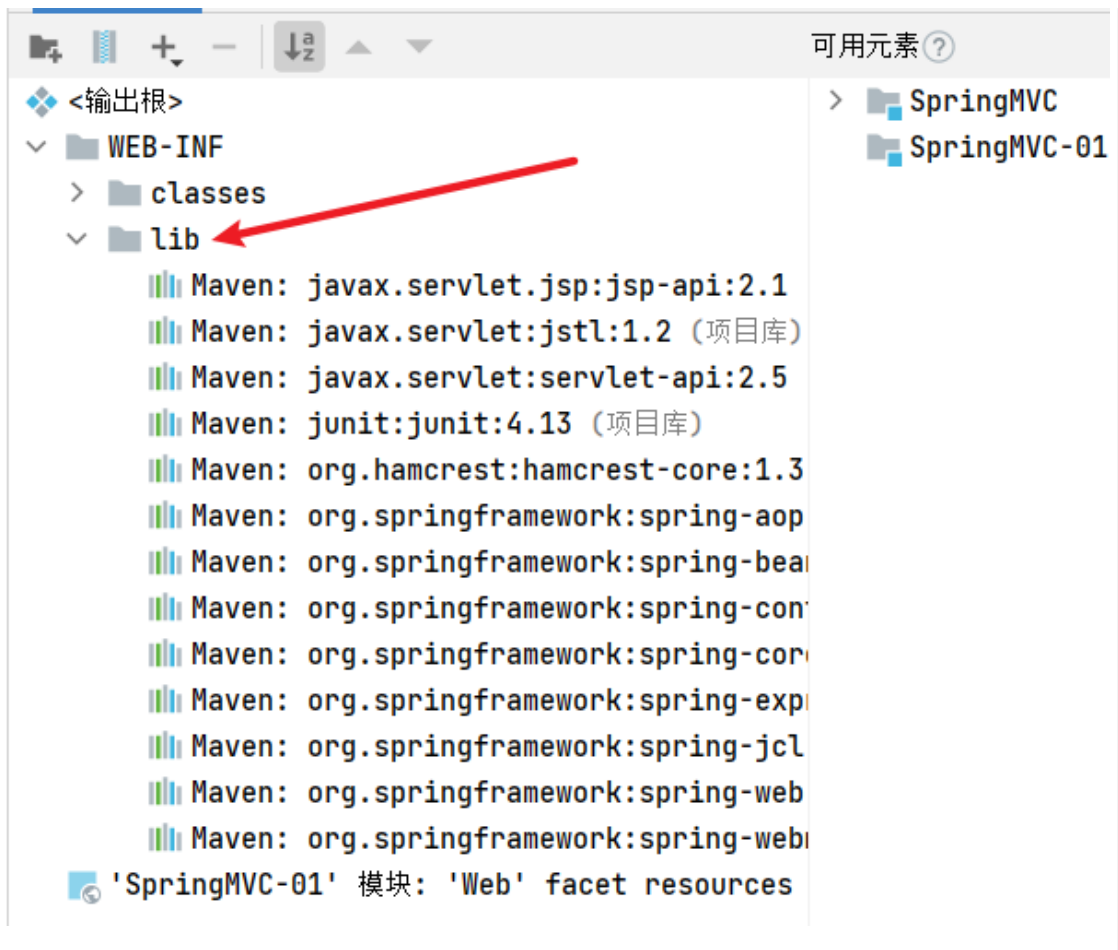 可用元素
<输出根>
WEB-INF
classes
lib
Maven: javax.servlet.jsp:jsp-api:2.1
Maven: javax.servlet:jstl:1.2 (项目库)
Maven: javax.servlet:servlet-api:2.5
Maven: junit:junit:4.13 (项目库)
Maven: org.hamcrest:hamcrest-core:1.3
Maven: org.springframework:spring-aop
Maven: org.springframework:spring-bea
Maven: org.springframework:spring-con
Maven: org.springframework:spring-cor
Maven: org.springframework:spring-exp
Maven: org.springframework:spring-jcl
Maven: org.springframework:spring-web
Maven: org.springframework:spring-web
'SpringMVC-01' 模块: 'Web' facet resources
SpringMVC
SpringMVC-01